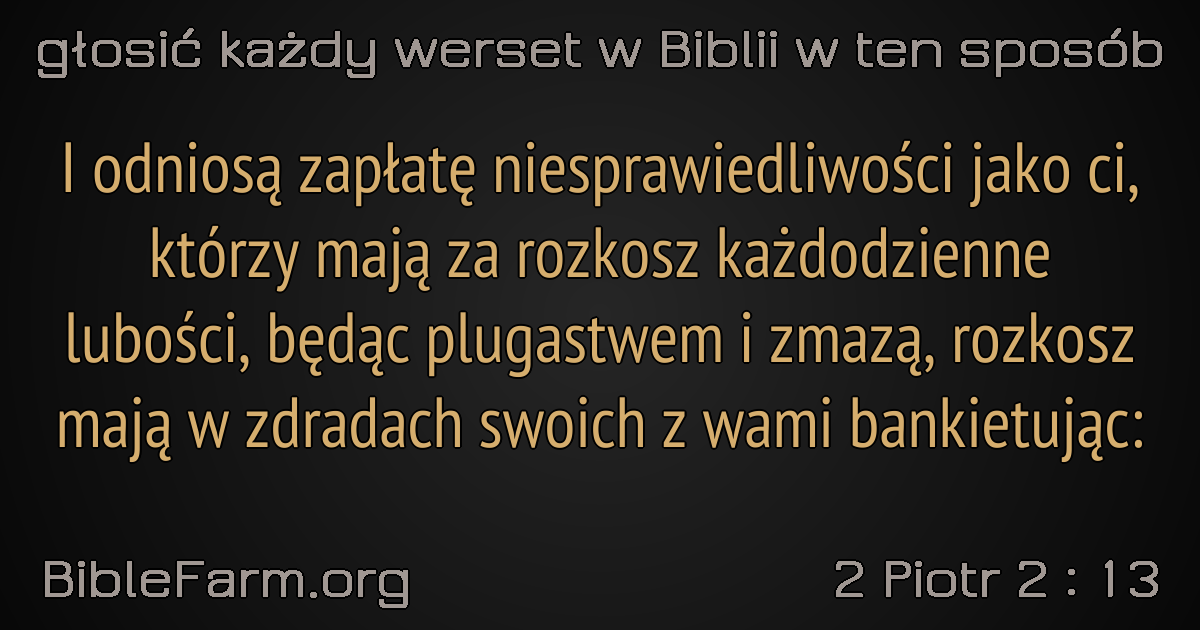 głosić każdy werset w Biblii w ten sposób
I odniosą zapłatę niesprawiedliwości jako ci,
którzy mają za rozkosz każdodzienne
lubości, będąc plugastwem i zmazą, rozkosz
mają w zdradach swoich z wami bankietując:
BibleFarm.org
2 Piotr 2 : 13